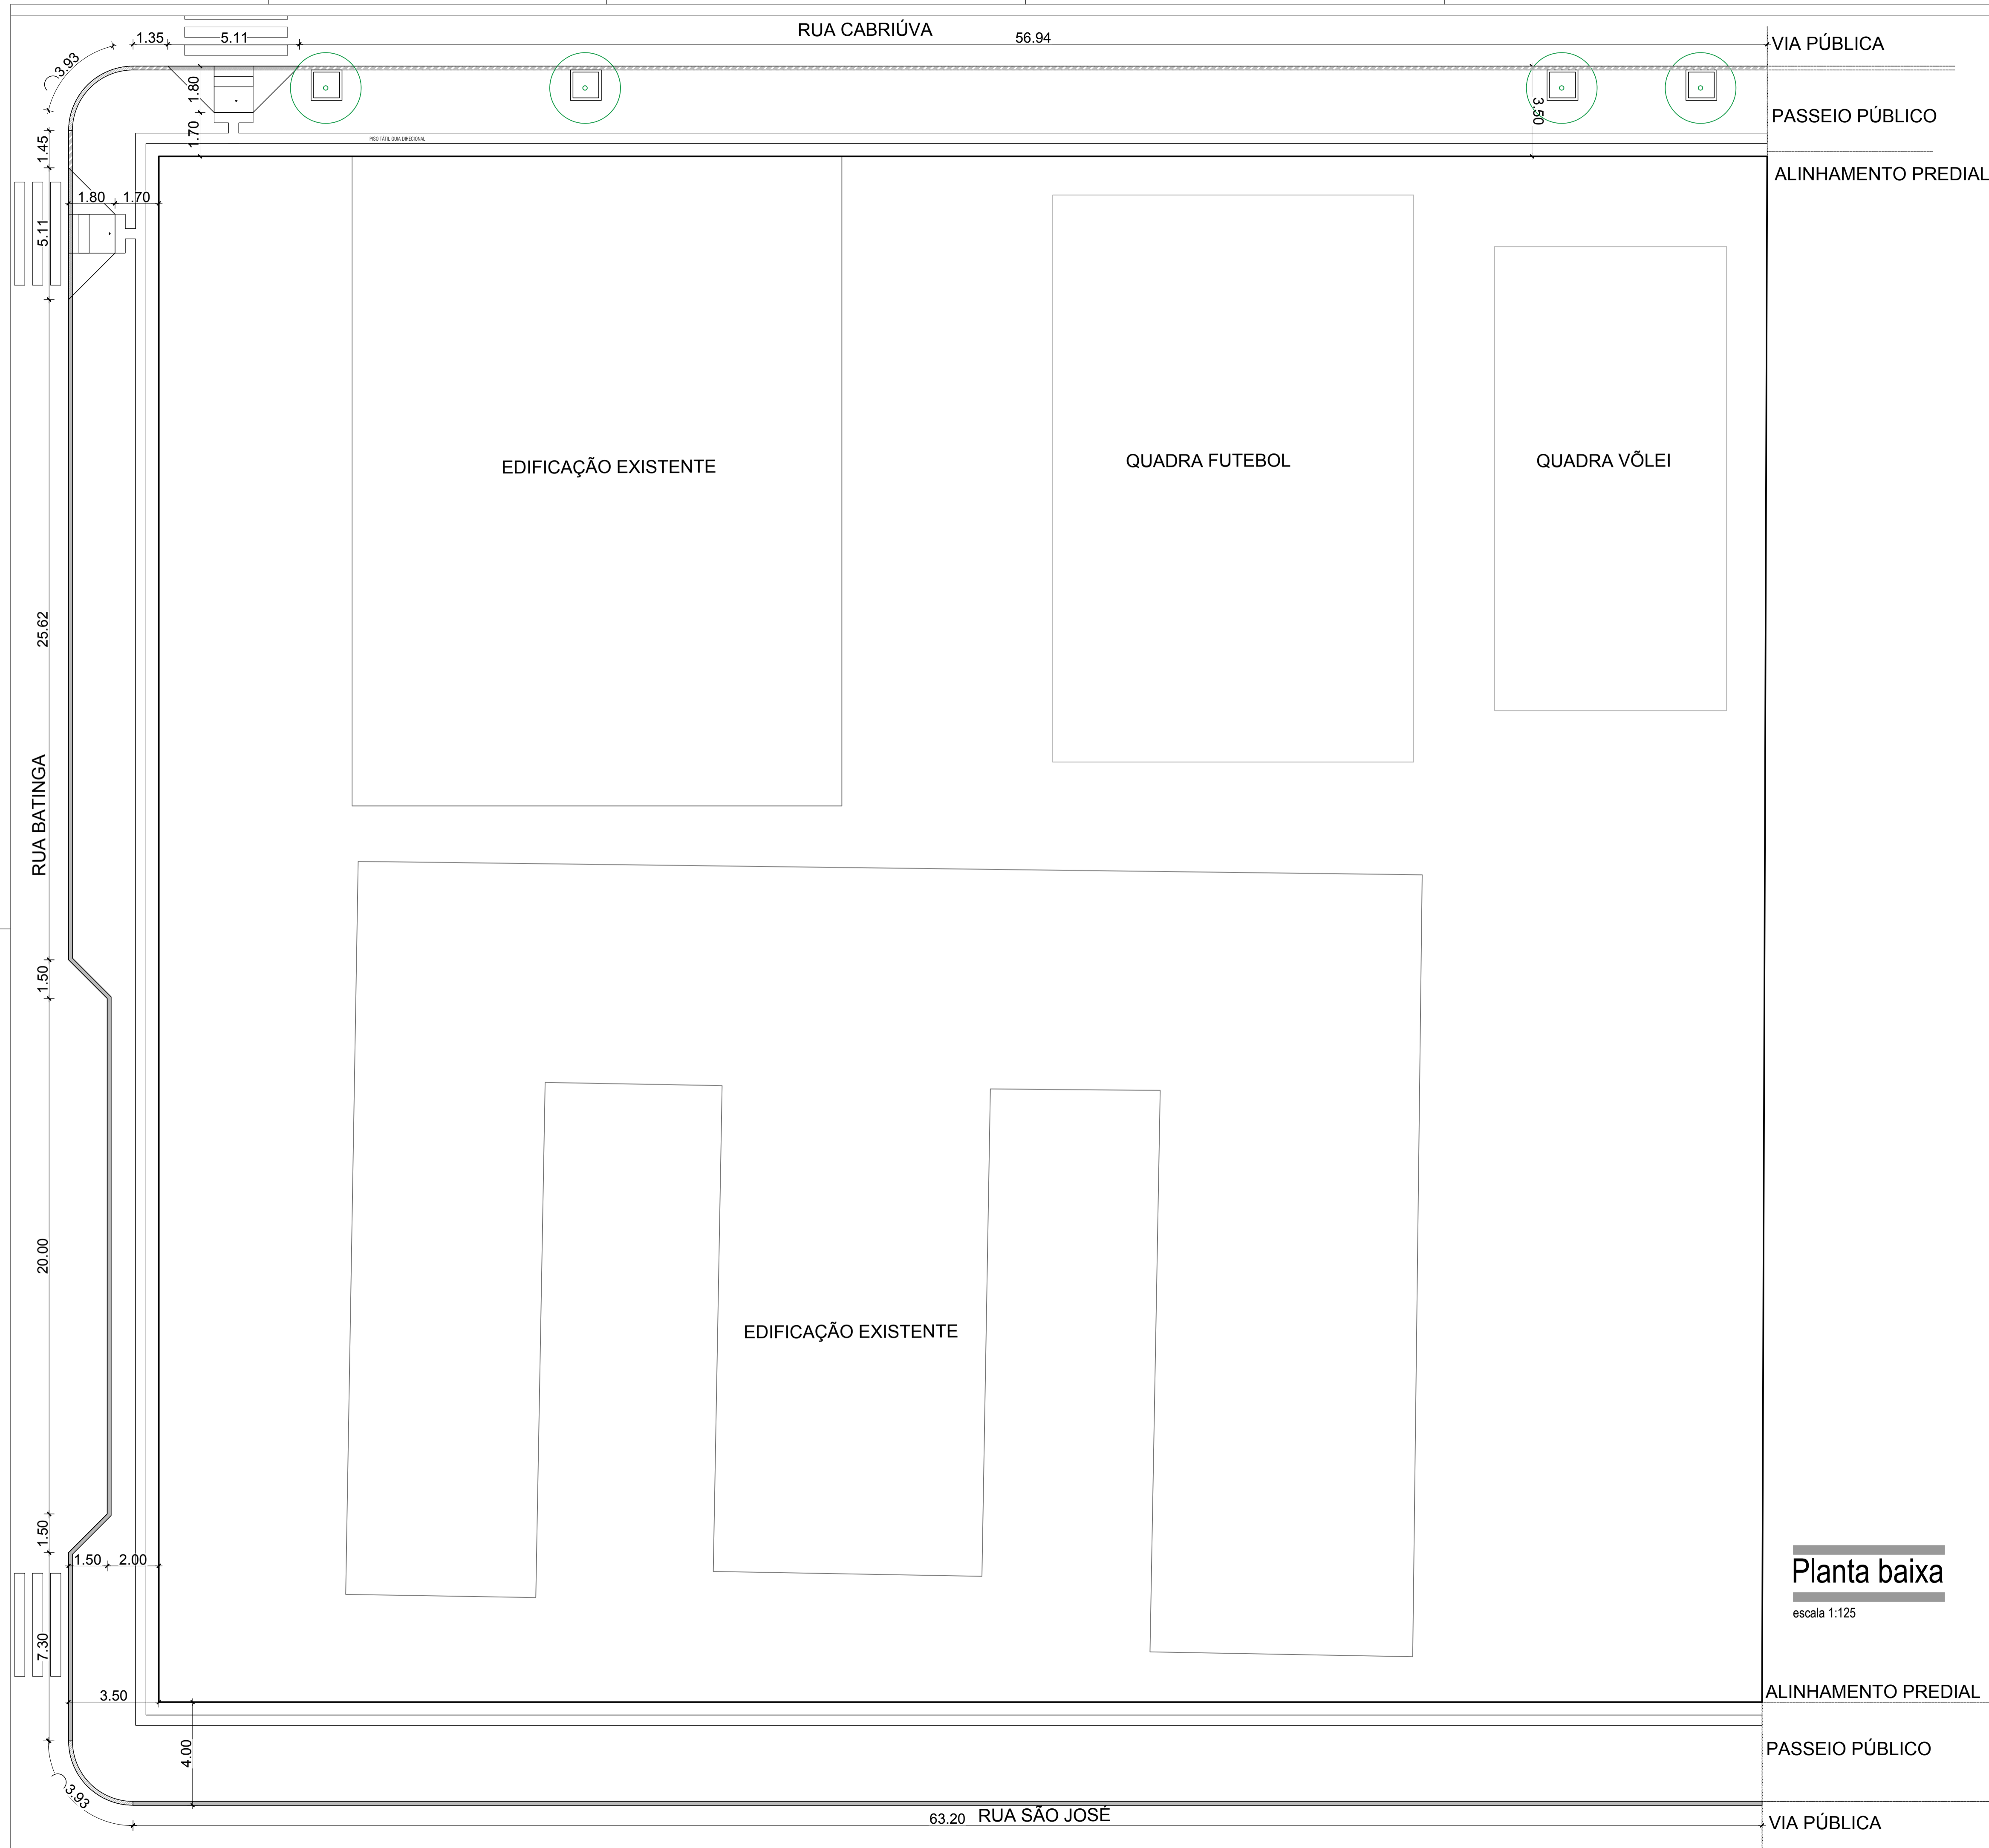 RUA CABRIÚVA
1.35
5.11
56.94
VIA PÚBLICA
3.93
1.80
1.70
3.50
PASSEIO PÚBLICO
PISO TÁTIL GUIA DIRECIONAL
1.45
ALINHAMENTO PREDIAL
1.80
1.70
5.11
EDIFICAÇÃO EXISTENTE
QUADRA FUTEBOL
QUADRA VÕLEI
25.62
RUA BATINGA
1.50
20.00
EDIFICAÇÃO EXISTENTE
1.50
1.50
2.00
Planta baixa
escala 1:125
7.30
3.50
ALINHAMENTO PREDIAL
4.00
PASSEIO PÚBLICO
3.93
63.20
RUA SÃO JOSÉ
VIA PÚBLICA